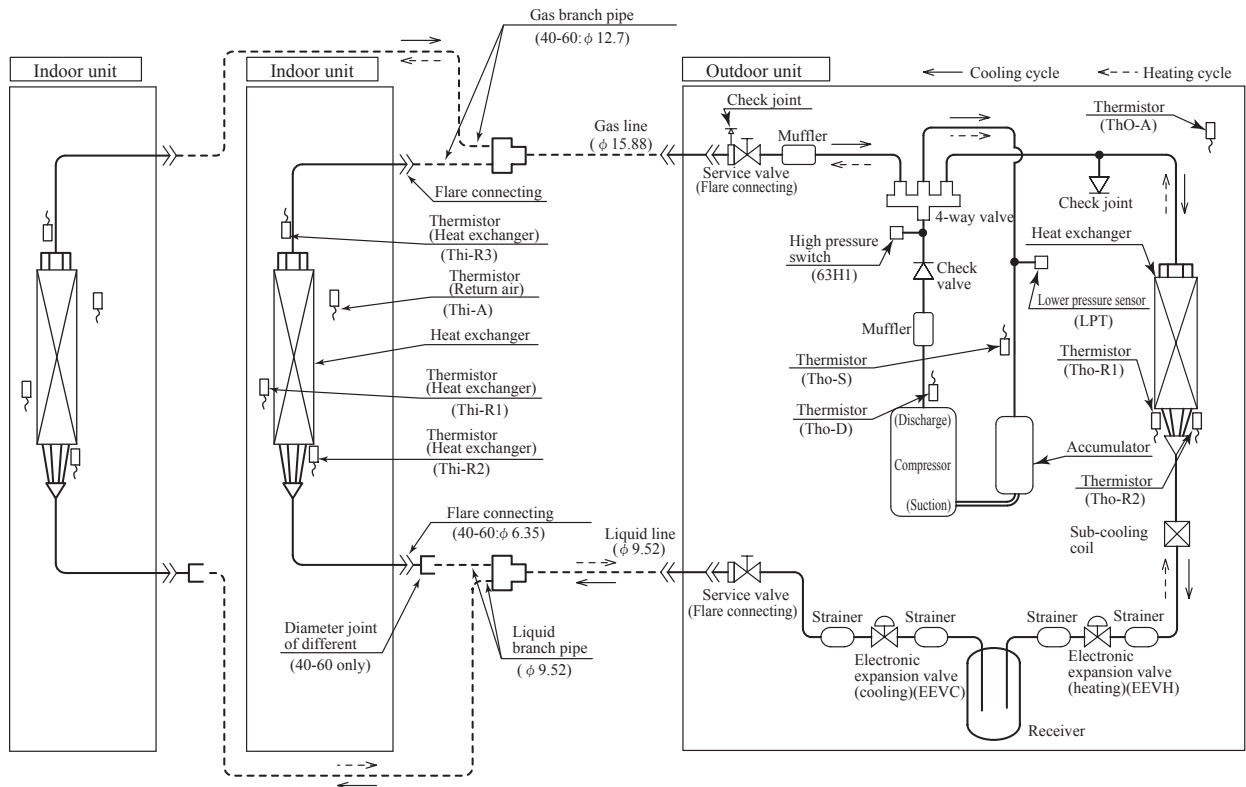 Gas branch pipe
(40-60: φ 12.7)
Indoor unit
Indoor unit
Outdoor unit
Cooling cycle
Heating cycle
Check joint
Thermistor
(ThO-A)
Gas line
( φ 15.88)
Muffler
Service valve
(Flare connecting)
4-way valve
Check joint
Flare connecting
Thermistor
(Heat exchanger)
(Thi-R3)
High pressure
switch
(63H1)
Check
valve
Heat exchanger
Thermistor
(Return air)
(Thi-A)
Lower pressure sensor
(LPT)
Muffler
Heat exchanger
Thermistor
(Tho-S)
Thermistor
(Tho-R1)
Thermistor
(Heat exchanger)
(Thi-R1)
Thermistor
(Tho-D)
(Discharge)
Compressor
(Suction)
Accumulator
Thermistor
(Heat exchanger)
(Thi-R2)
Thermistor
(Tho-R2)
Flare connecting
(40-60:φ 6.35)
Liquid line
( φ 9.52)
Sub-cooling
coil
Service valve
(Flare connecting)
Strainer
Strainer
Strainer
Strainer
Diameter joint
of different
(40-60 only)
Liquid
branch pipe
( φ 9.52)
Electronic
expansion valve
(cooling)(EEVC)
Electronic
expansion valve
(heating)(EEVH)
Receiver